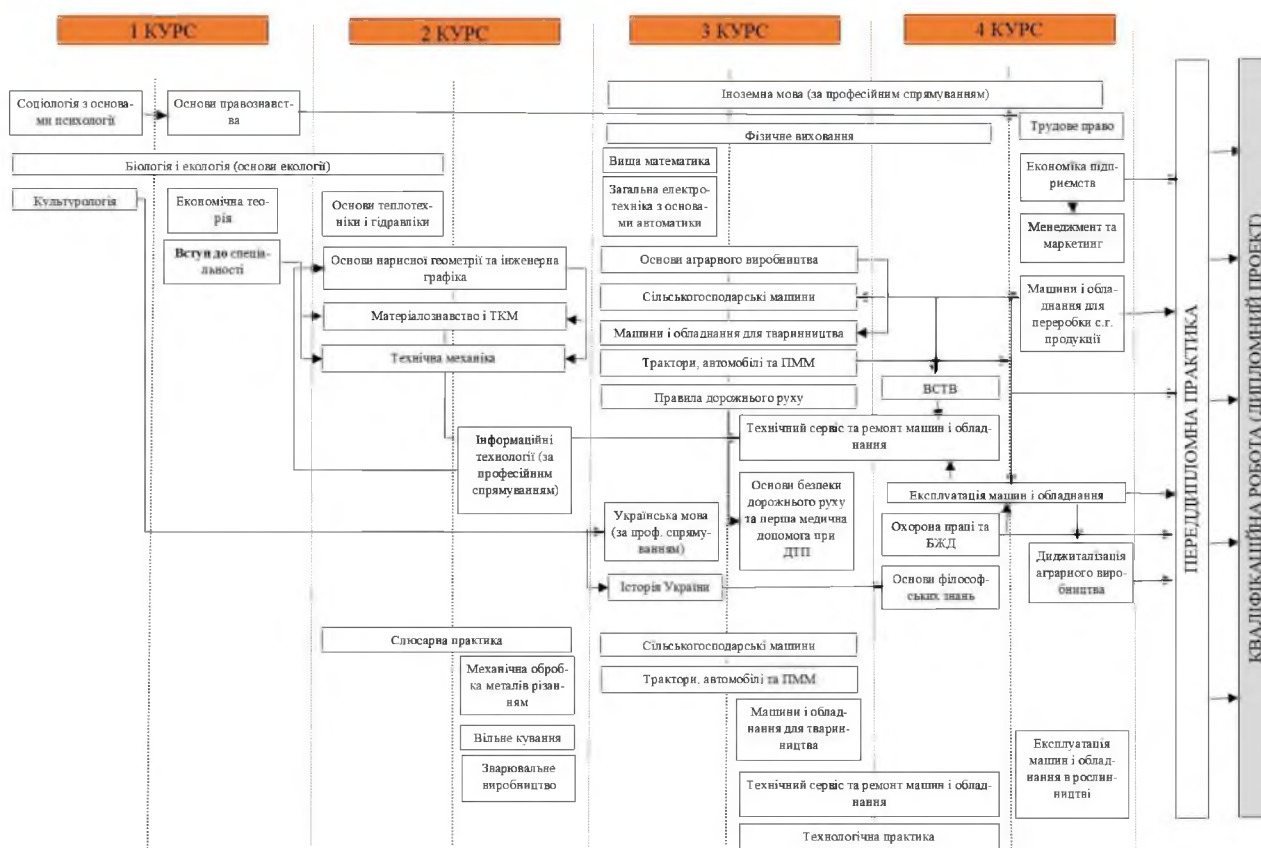 1 КУРС
2 КУРС
3 КУРС
4 КУРС
Соціологія з основа-
ми психології
Основи правознавст-
ва
Іноземна мова (за професійним спрямуванням)
Фізичне виховання
Трудове право
Біологія і екологія (основи екології)
Вища математика
Економіка підп-
риємств
Культурологія
Економічна тео-
рія
Основи теплотех-
ніки і гідравліки
Загальна електро-
техніка з основа-
ми автоматики
Менеджмент та
маркетинг
Вступ до спеціа-
льності
Основи нарисної геометрії та інженерна
графіка
Основи аграрного виробництва
Матеріалознавство і ТКМ
Сільськогосподарські машини
Машини і обла-
днання для
переробки с.г.
продукції
Технічна механіка
Машини і обладнання для тваринництва
Трактори, автомобілі та ПММ
ВСТВ
Правила дорожнього руху
Інформаційні
технології (за
професійним
спрямуванням)
Технічний сервіс та ремонт машин і облад-
нання
Основи безпеки
дорожнього руху
та перша медична
допомога при
ДТП
Експлуатація машин і обладнання
Українська мова
(за проф. спряму-
ванням)
Охорона праці та
БЖД
Диджиталізація
аграрного виро-
бництва
Історія України
Основи філософ-
ських знань
Слюсарна практика
Сільськогосподарські машини
Механічна оброб-
ка металів різан-
ням
Трактори, автомобілі та ПММ
Машини і облад-
нання для тварин-
ництва
Вільне кування
Зварювальне
виробництво
Експлуатація
машин і облад-
нання в рослин-
ництві
Технічний сервіс та ремонт машин і облад-
нання
Технологічна практика
ПЕРЕДДИПЛОМНА ПРАКТИКА
КВАЛІФІКАЦІЙНА РОБОТА (ДИПЛОМНИЙ ПРОЕКТ)